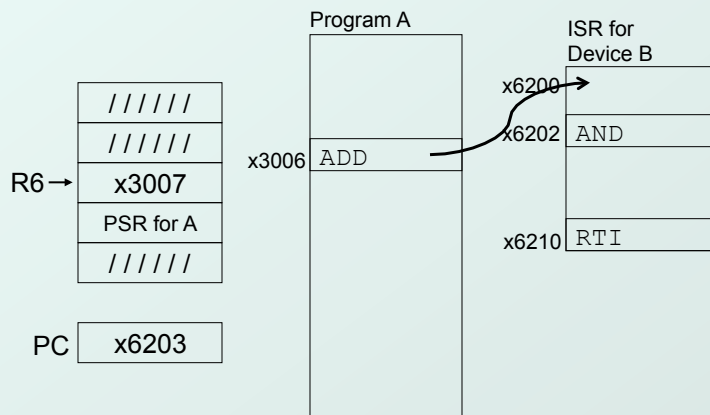 Program A
ISR for
Device B
//////
//////
R6
x3007
PSR for A
//////
PC
x6203
x3006
ADD
x6200
x6202
AND
x6210
RTI